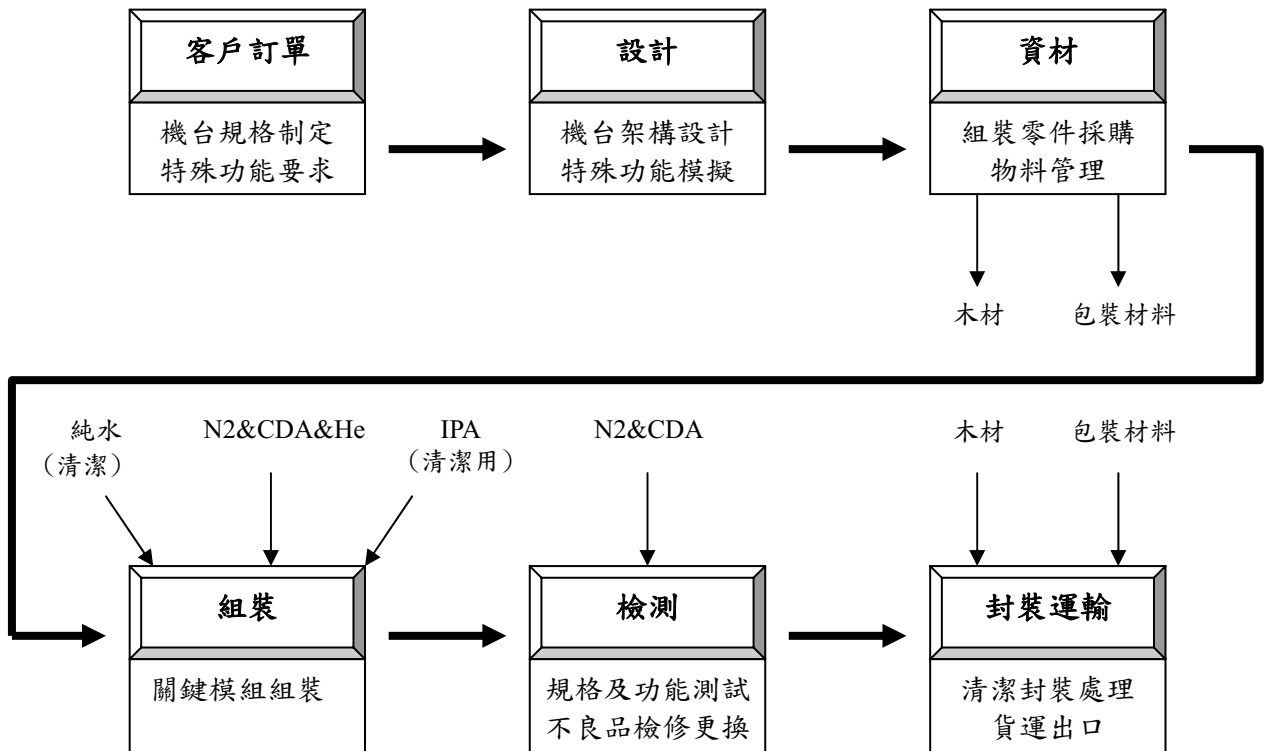 客戶訂單
機台規格制定
特殊功能要求
設計
機台架構設計
特殊功能模擬
資材
組裝零件採購
物料管理
木材
包裝材料
純水
（清潔）
N2&CDA&He
IPA
（清潔用）
N2&CDA
木材
包裝材料
組裝
關鍵模組組裝
檢測
規格及功能測試
不良品檢修更換
封裝運輸
清潔封裝處理
貨運出口